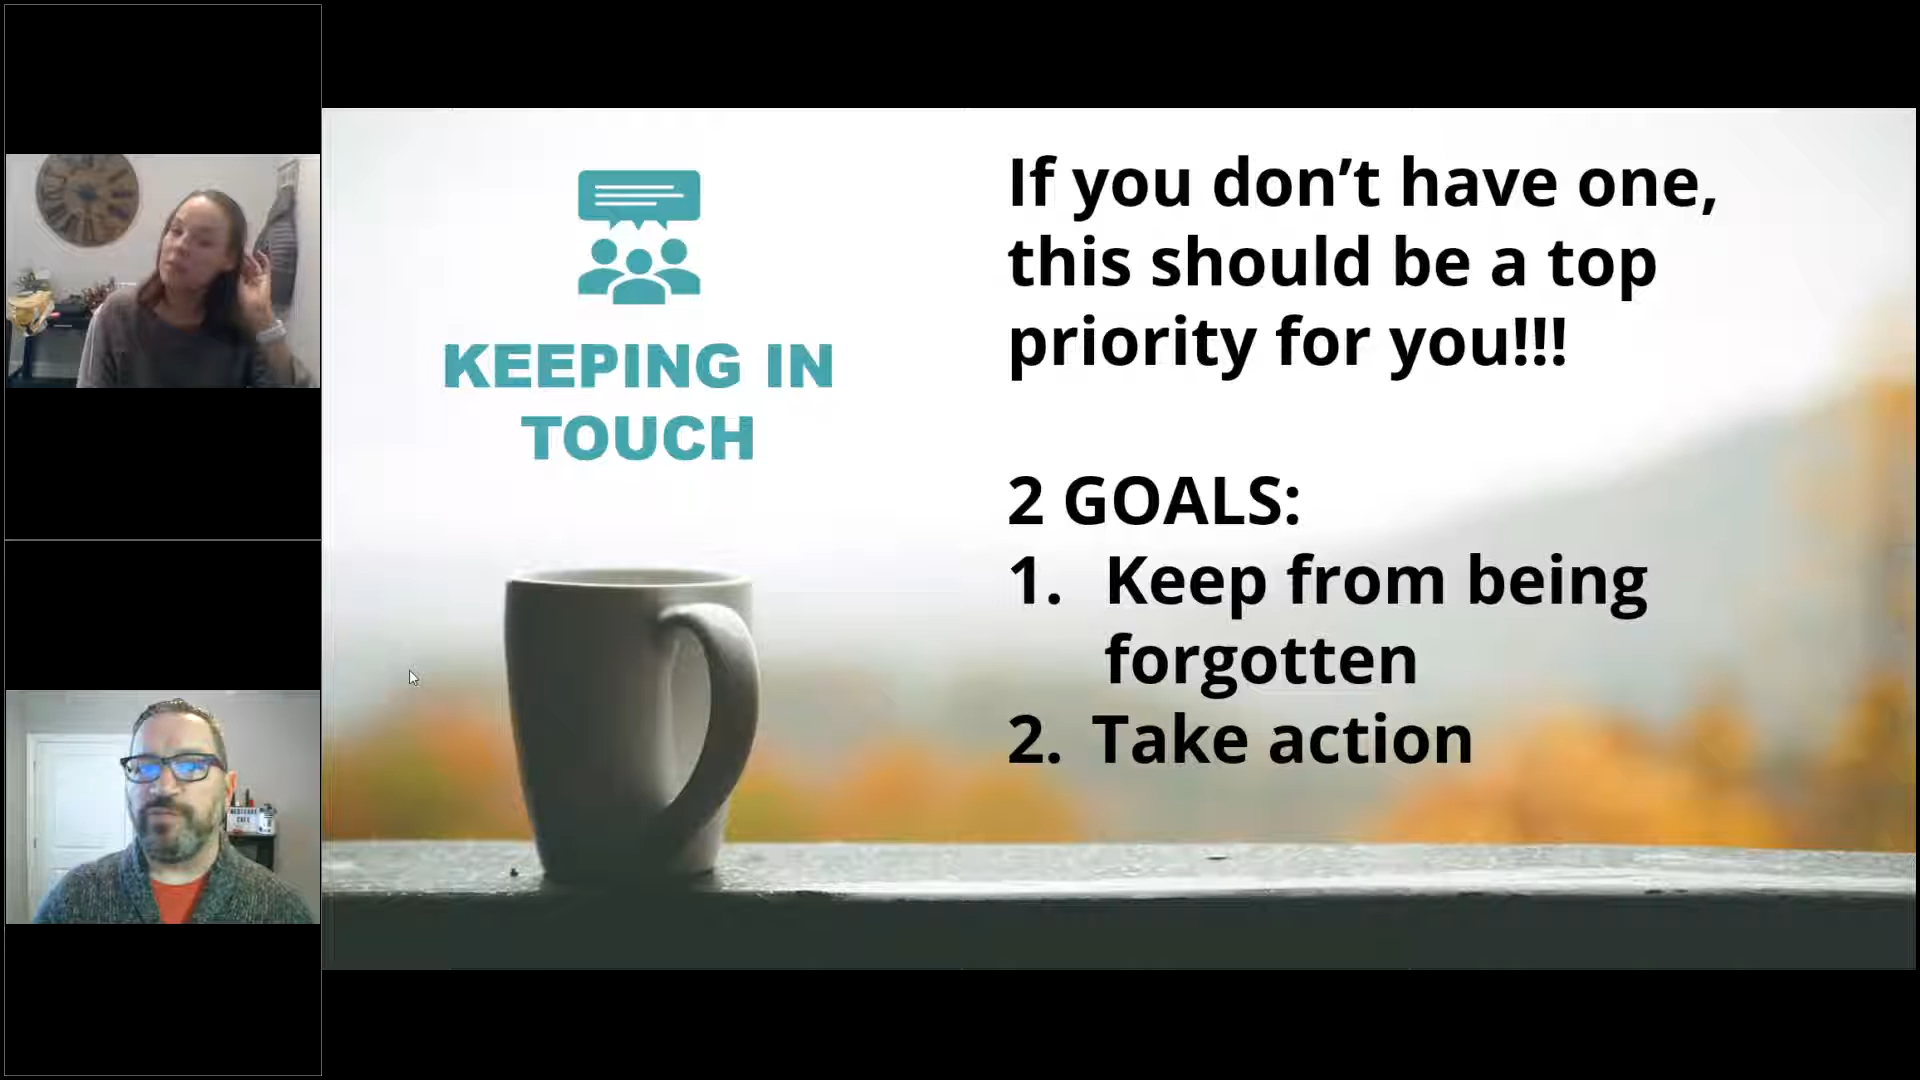 KEEPING IN
TOUCH
If you don’t have one,
this should be a top
priority for you!!!
2 GOALS:
1. Keep from being
forgotten
2. Take action